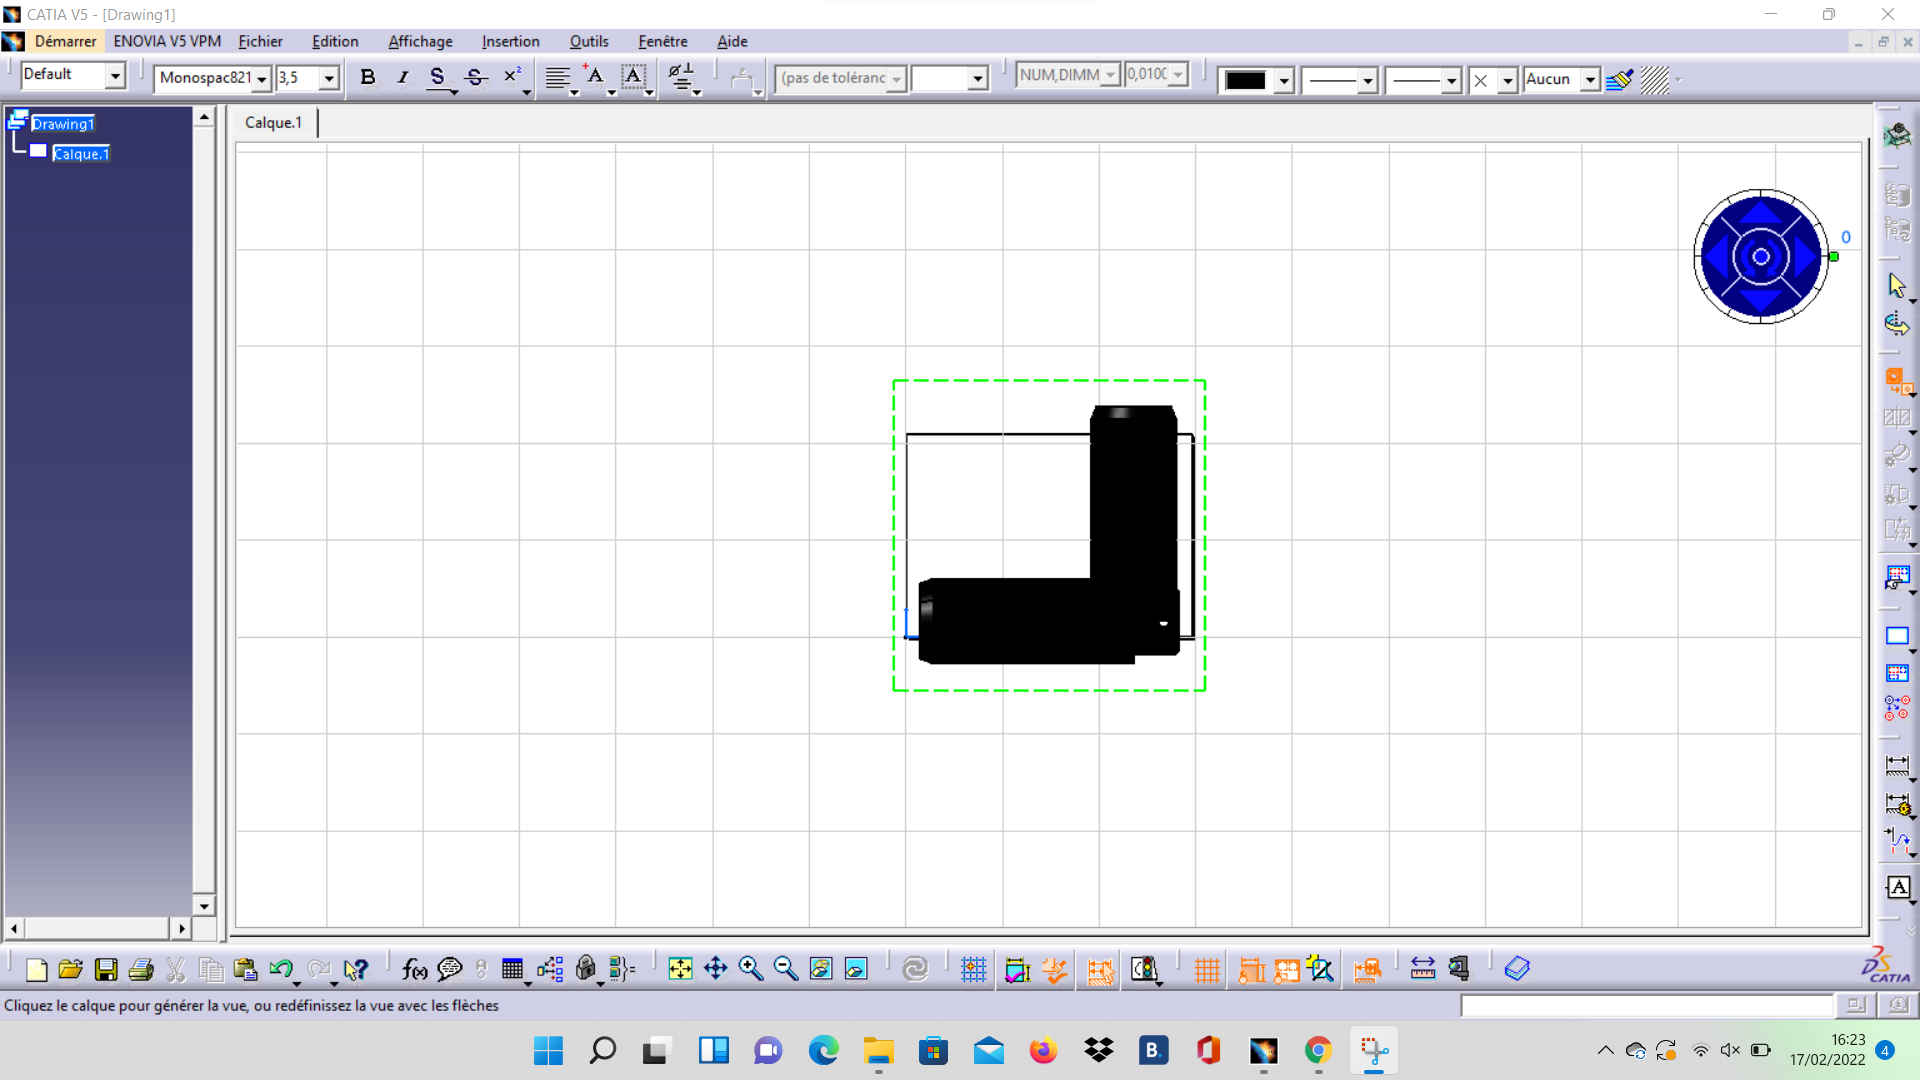 CATIA V5 - [Drawing1]
Démarrer ENOVIA V5 VPM Fichier Edition Affichage Insertion Outils Fenêtre Aide
Default Monospac821 3,5 B I S S x² A A (pas de toléranc NUM,DIMM 0,010 Aucun
Drawing1
Calque.1
Calque.1
0
A
f(x)
CATIA
Cliquez le calque pour générer la vue, ou redéfinissez la vue avec les flèches
B.
16:23
17/02/2022
4